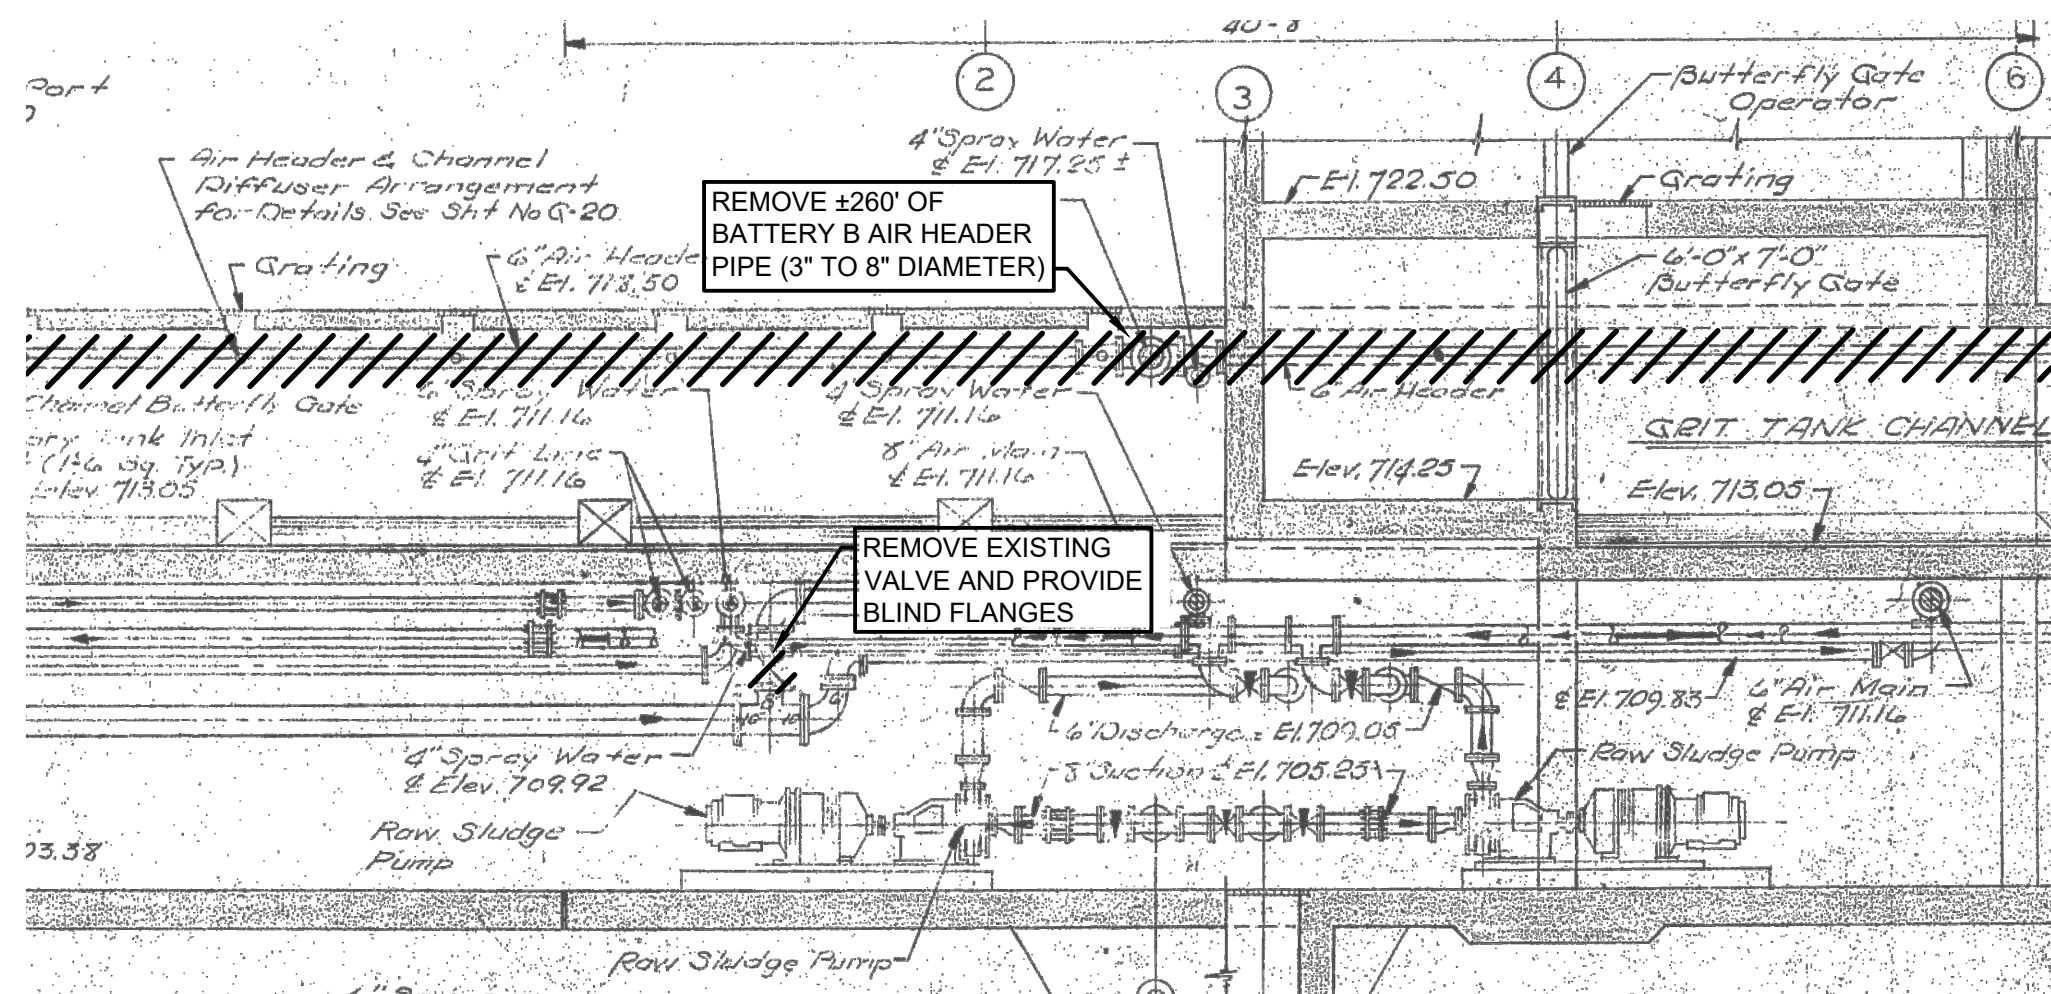 40-8
2
3
4
6
Port
Butterfly Gate
Operator
4" Spray Water
℄ El. 717.25 ±
Air Header & Channel
Diffuser Arrangement
for Details See Sht No G-20
REMOVE ±260' OF
BATTERY B AIR HEADER
PIPE (3" TO 8" DIAMETER)
El. 722.50
Grating
Grating
6" Air Header
℄ El. 713.50
6'-0" x 7'-0"
Butterfly Gate
Channel Butterfly Gate
Tank Inlet
Typ.)
Elev. 713.05
Spray Water
℄ El. 711.16
4" Grit Line
℄ El. 711.16
4" Spray Water
℄ El. 711.16
8" Air Main
℄ El. 711.16
6" Air Header
GRIT TANK CHANNEL
Elev. 714.25
Elev. 713.05
REMOVE EXISTING
VALVE AND PROVIDE
BLIND FLANGES
℄ El. 709.83
6" Air Main
℄ El. 711.16
6" Discharge ℄ El. 709.05
4" Spray Water
℄ Elev. 709.92
8" Suction ℄ El. 705.25
Raw Sludge Pump
Raw Sludge
Pump
03.38
Raw Sludge Pump